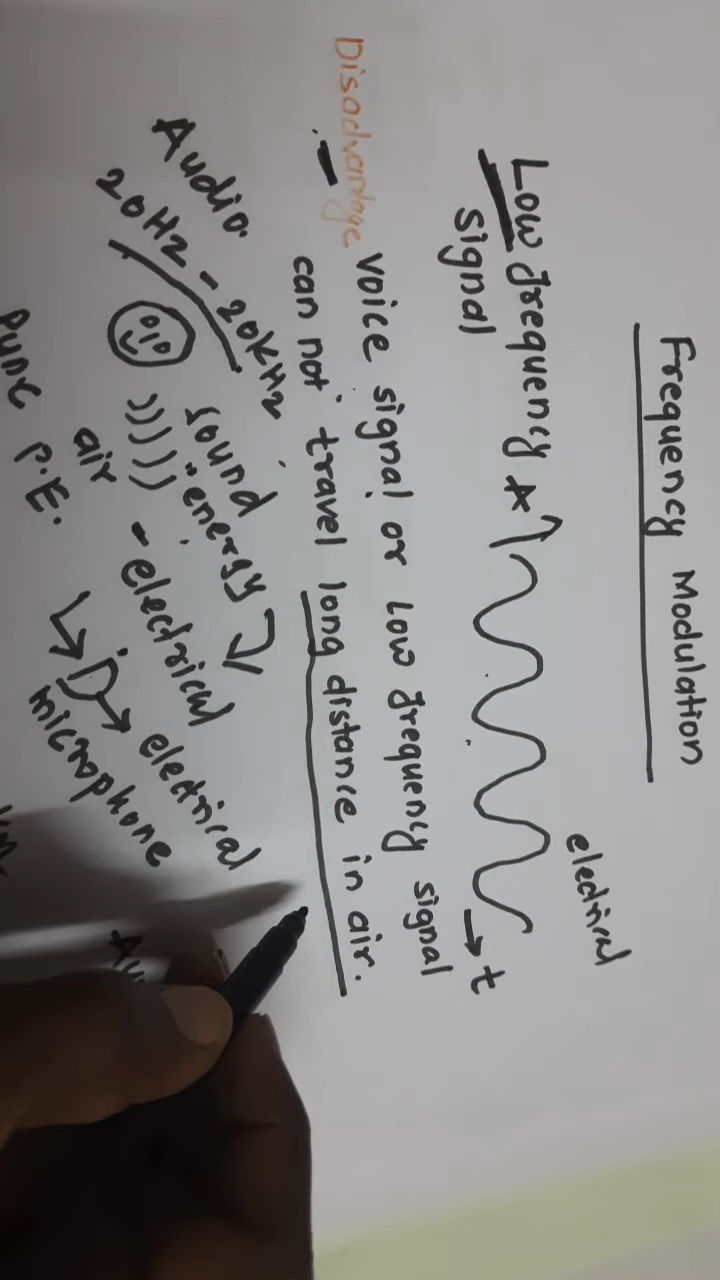 Frequency Modulation
electrical
Low frequency
signal
A
→ t
Disadvantage
voice signal or Low frequency signal
can not travel long distance in air.
Audio.
20Hz - 20KHz
sound
"energy
air - electrical
electrical
microphone
PUNE P.E.